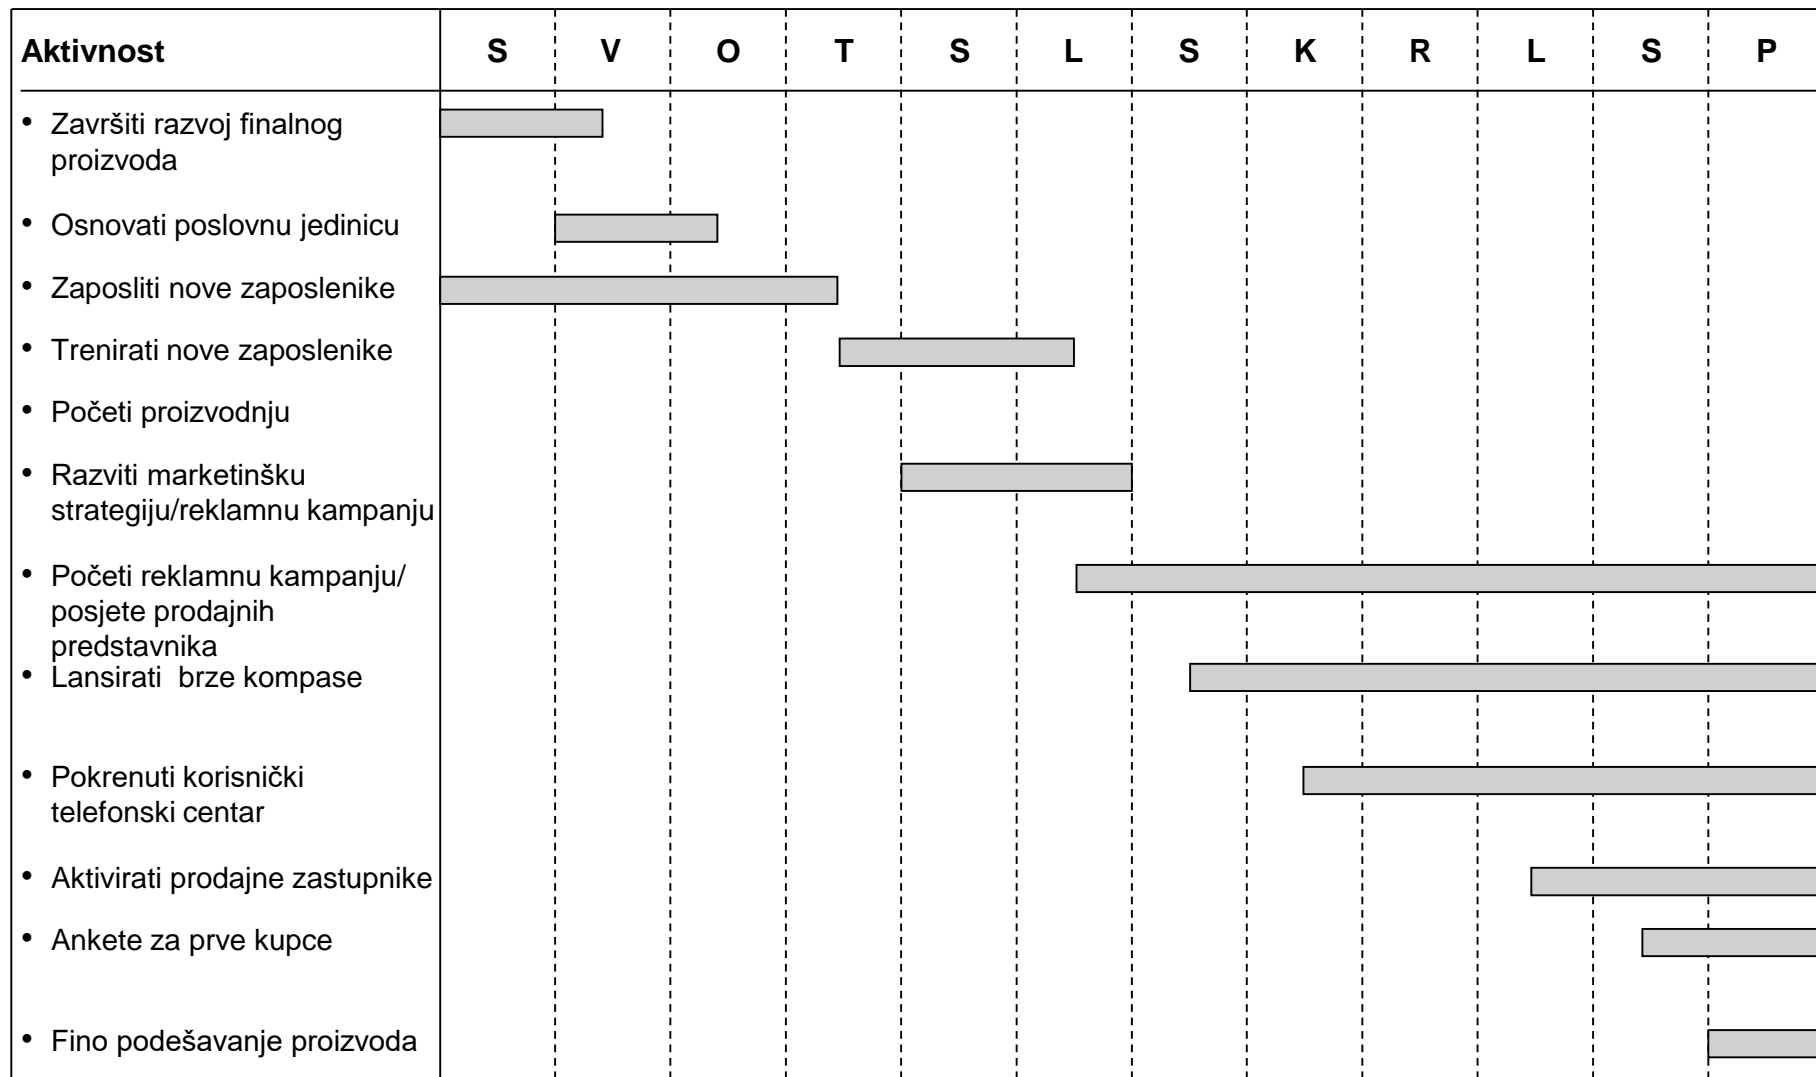 Aktivnost S V O T S L S K R L S P
• Završiti razvoj finalnog
proizvoda
• Osnovati poslovnu jedinicu
• Zaposliti nove zaposlenike
• Trenirati nove zaposlenike
• Početi proizvodnju
• Razviti marketinšku
strategiju/reklamnu kampanju
• Početi reklamnu kampanju/
posjete prodajnih
predstavnika
• Lansirati  brze kompase
• Pokrenuti korisnički
telefonski centar
• Aktivirati prodajne zastupnike
• Ankete za prve kupce
• Fino podešavanje proizvoda